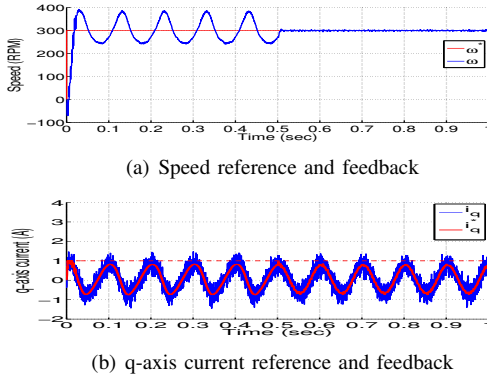 400
300
200
100
0
−100
Speed (RPM)
ω*
ω
0 0.1 0.2 0.3 0.4 0.5 0.6 0.7 0.8 0.9 1
Time (sec)
(a) Speed reference and feedback
4
3
2
1
0
−1
−2
q-axis current (A)
i q
i* q
0 0.1 0.2 0.3 0.4 0.5 0.6 0.7 0.8 0.9 1
Time (sec)
(b) q-axis current reference and feedback